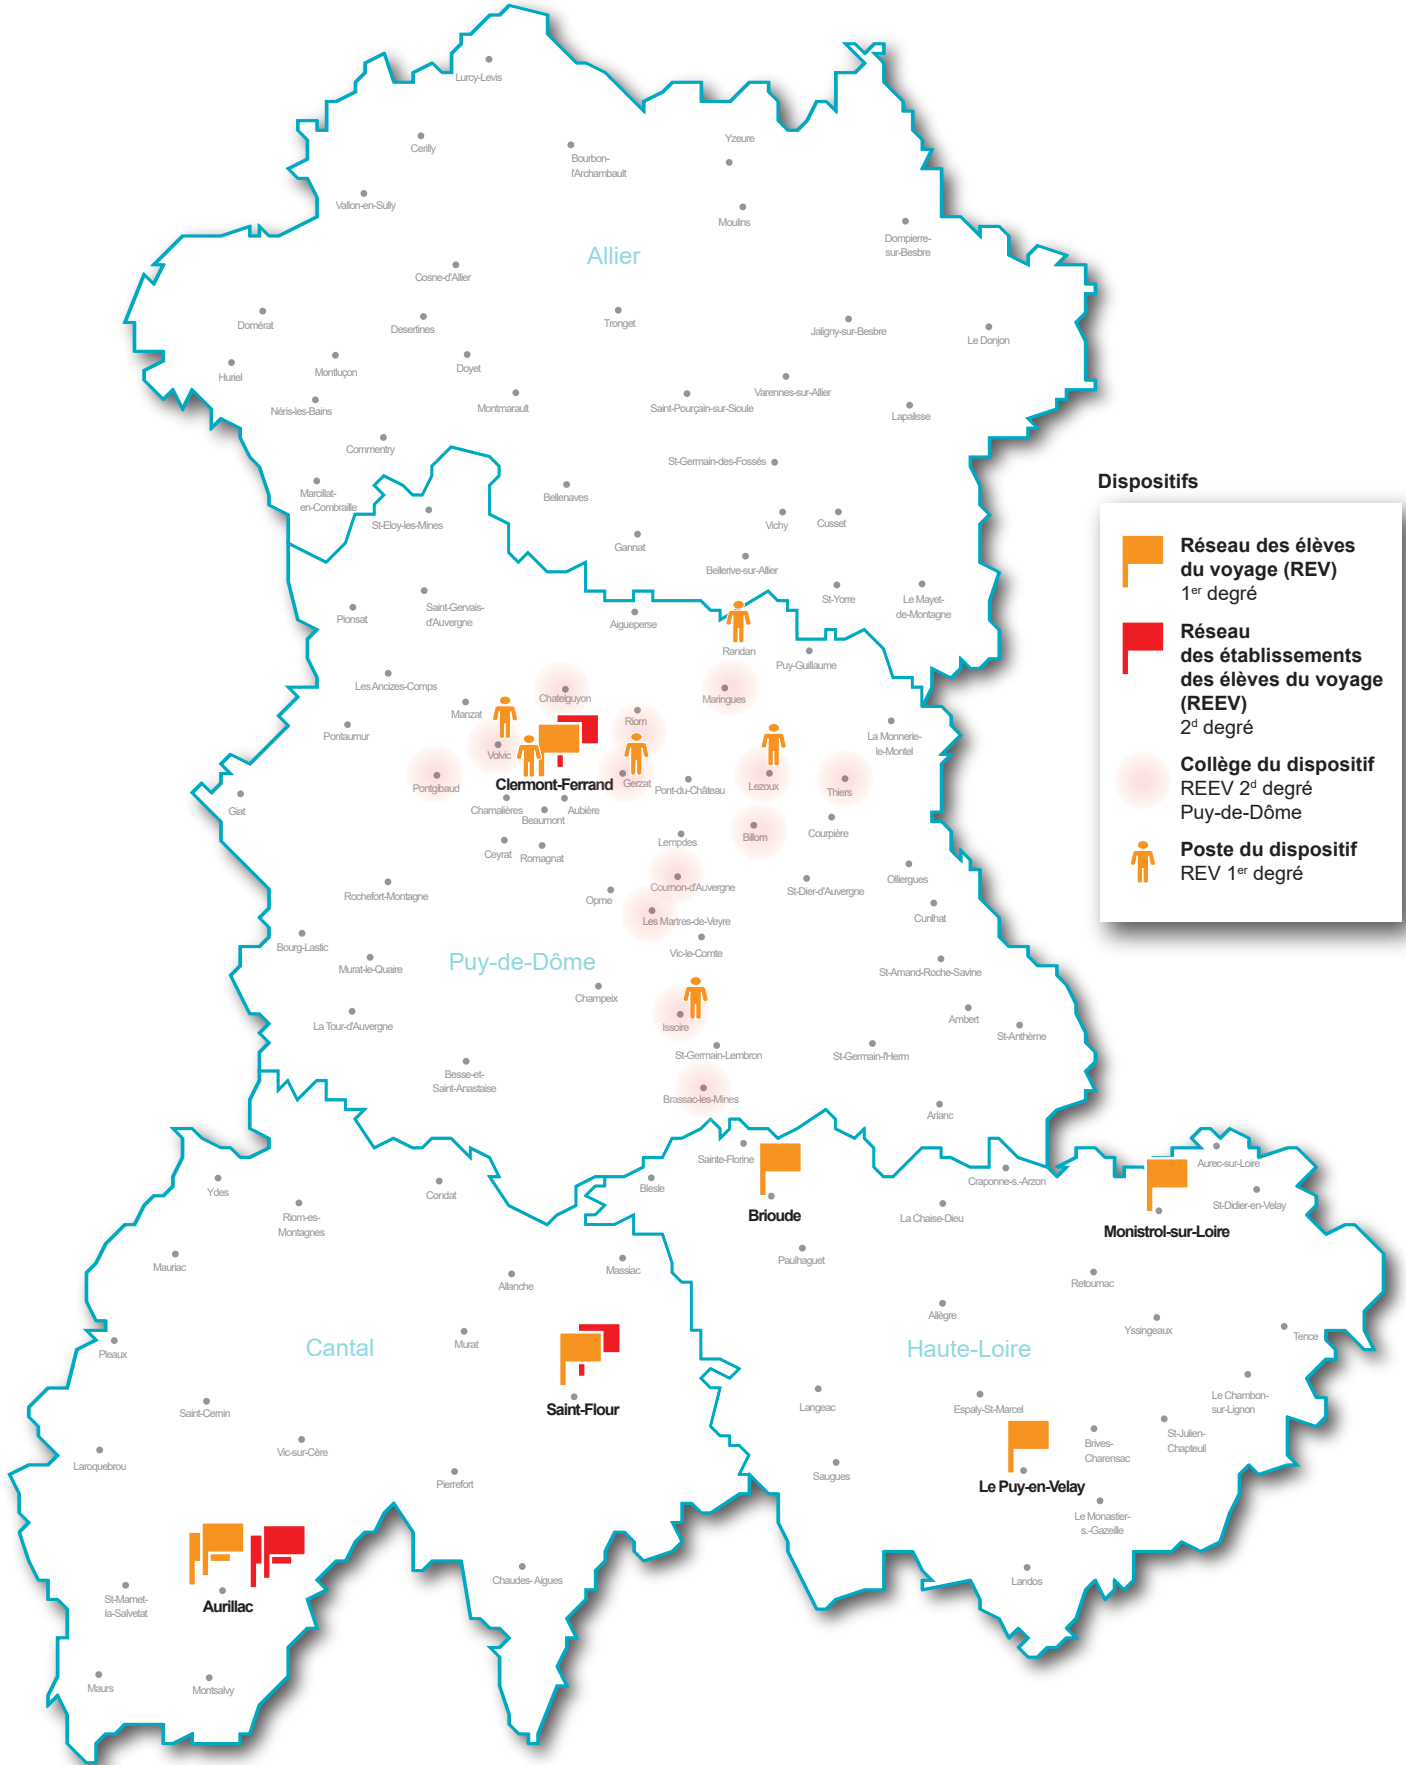 Lurcy-Levis
Cerilly
Bourbon-
l'Archambault
Yzeure
Vallon-en-Sully
Moulins
Dompierre-
sur-Besbre
Allier
Cosne-d'Allier
Domérat
Desertines
Tronget
Jaligny-sur-Besbre
Le Donjon
Huriel
Montluçon
Doyet
Néris-les-Bains
Montmarault
Saint-Pourçain-sur-Sioule
Varennes-sur-Allier
Lapalisse
Commentry
St-Germain-des-Fossés
Marcillat-
en-Combraille
Bellenaves
St-Eloy-les-Mines
Vichy
Cusset
Gannat
Bellerive-sur-Allier
St-Yorre
Le Mayet-
de-Montagne
Pionsat
Saint-Gervais-
d'Auvergne
Aigueperse
Randan
Puy-Guillaume
Les Ancizes-Comps
Chatelguyon
Maringues
Manzat
Riom
Pontaumur
La Monnerie-
le-Montel
Volvic
Pontgibaud
Clermont-Ferrand
Gerzat
Pont-du-Château
Lezoux
Thiers
Giat
Chamalières
Beaumont
Aubière
Billom
Courpière
Ceyrat
Romagnat
Lempdes
Rochefort-Montagne
Opme
Cournon-d'Auvergne
St-Dier-d'Auvergne
Olliergues
Les Martres-de-Veyre
Cunlhat
Bourg-Lastic
Vic-le-Comte
Murat-le-Quaire
Puy-de-Dôme
St-Amand-Roche-Savine
Champeix
La Tour-d'Auvergne
Issoire
Ambert
St-Anthème
St-Germain-Lembron
St-Germain-l'Herm
Besse-et-
Saint-Anastaise
Brassac-les-Mines
Arlanc
Dispositifs
Réseau des élèves
du voyage (REV)
1er degré
Réseau
des établissements
des élèves du voyage
(REEV)
2d degré
Collège du dispositif
REEV 2d degré
Puy-de-Dôme
Poste du dispositif
REV 1er degré
Sainte-Florine
Aurec-sur-Loire
Ydes
Condat
Blesle
Craponne-s.-Arzon
St-Didier-en-Velay
Riom-es-
Montagnes
Brioude
La Chaise-Dieu
Monistrol-sur-Loire
Mauriac
Massiac
Paulhaguet
Allanche
Retournac
Allègre
Yssingeaux
Pleaux
Cantal
Murat
Haute-Loire
Tence
Saint-Cernin
Saint-Flour
Langeac
Espaly-St-Marcel
Le Chambon-
sur-Lignon
St-Julien-
Chapteuil
Laroquebrou
Vic-sur-Cère
Brives-
Charensac
Pierrefort
Saugues
Le Puy-en-Velay
Le Monastier-
s.-Gazeille
Chaudes-Aigues
Landos
St-Mamet-
la-Salvetat
Aurillac
Maurs
Montsalvy